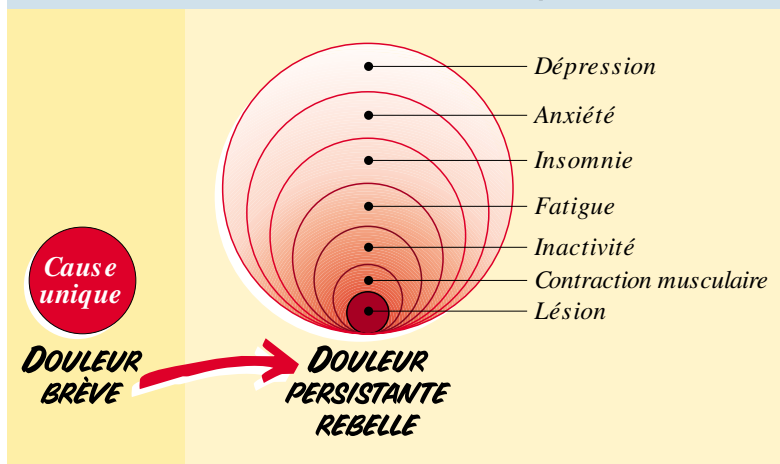 Dépression
Anxiété
Insomnie
Fatigue
Inactivité
Contraction musculaire
Lésion
Cause
unique
DOULEUR
BRÈVE
DOULEUR
PERSISTANTE
REBELLE